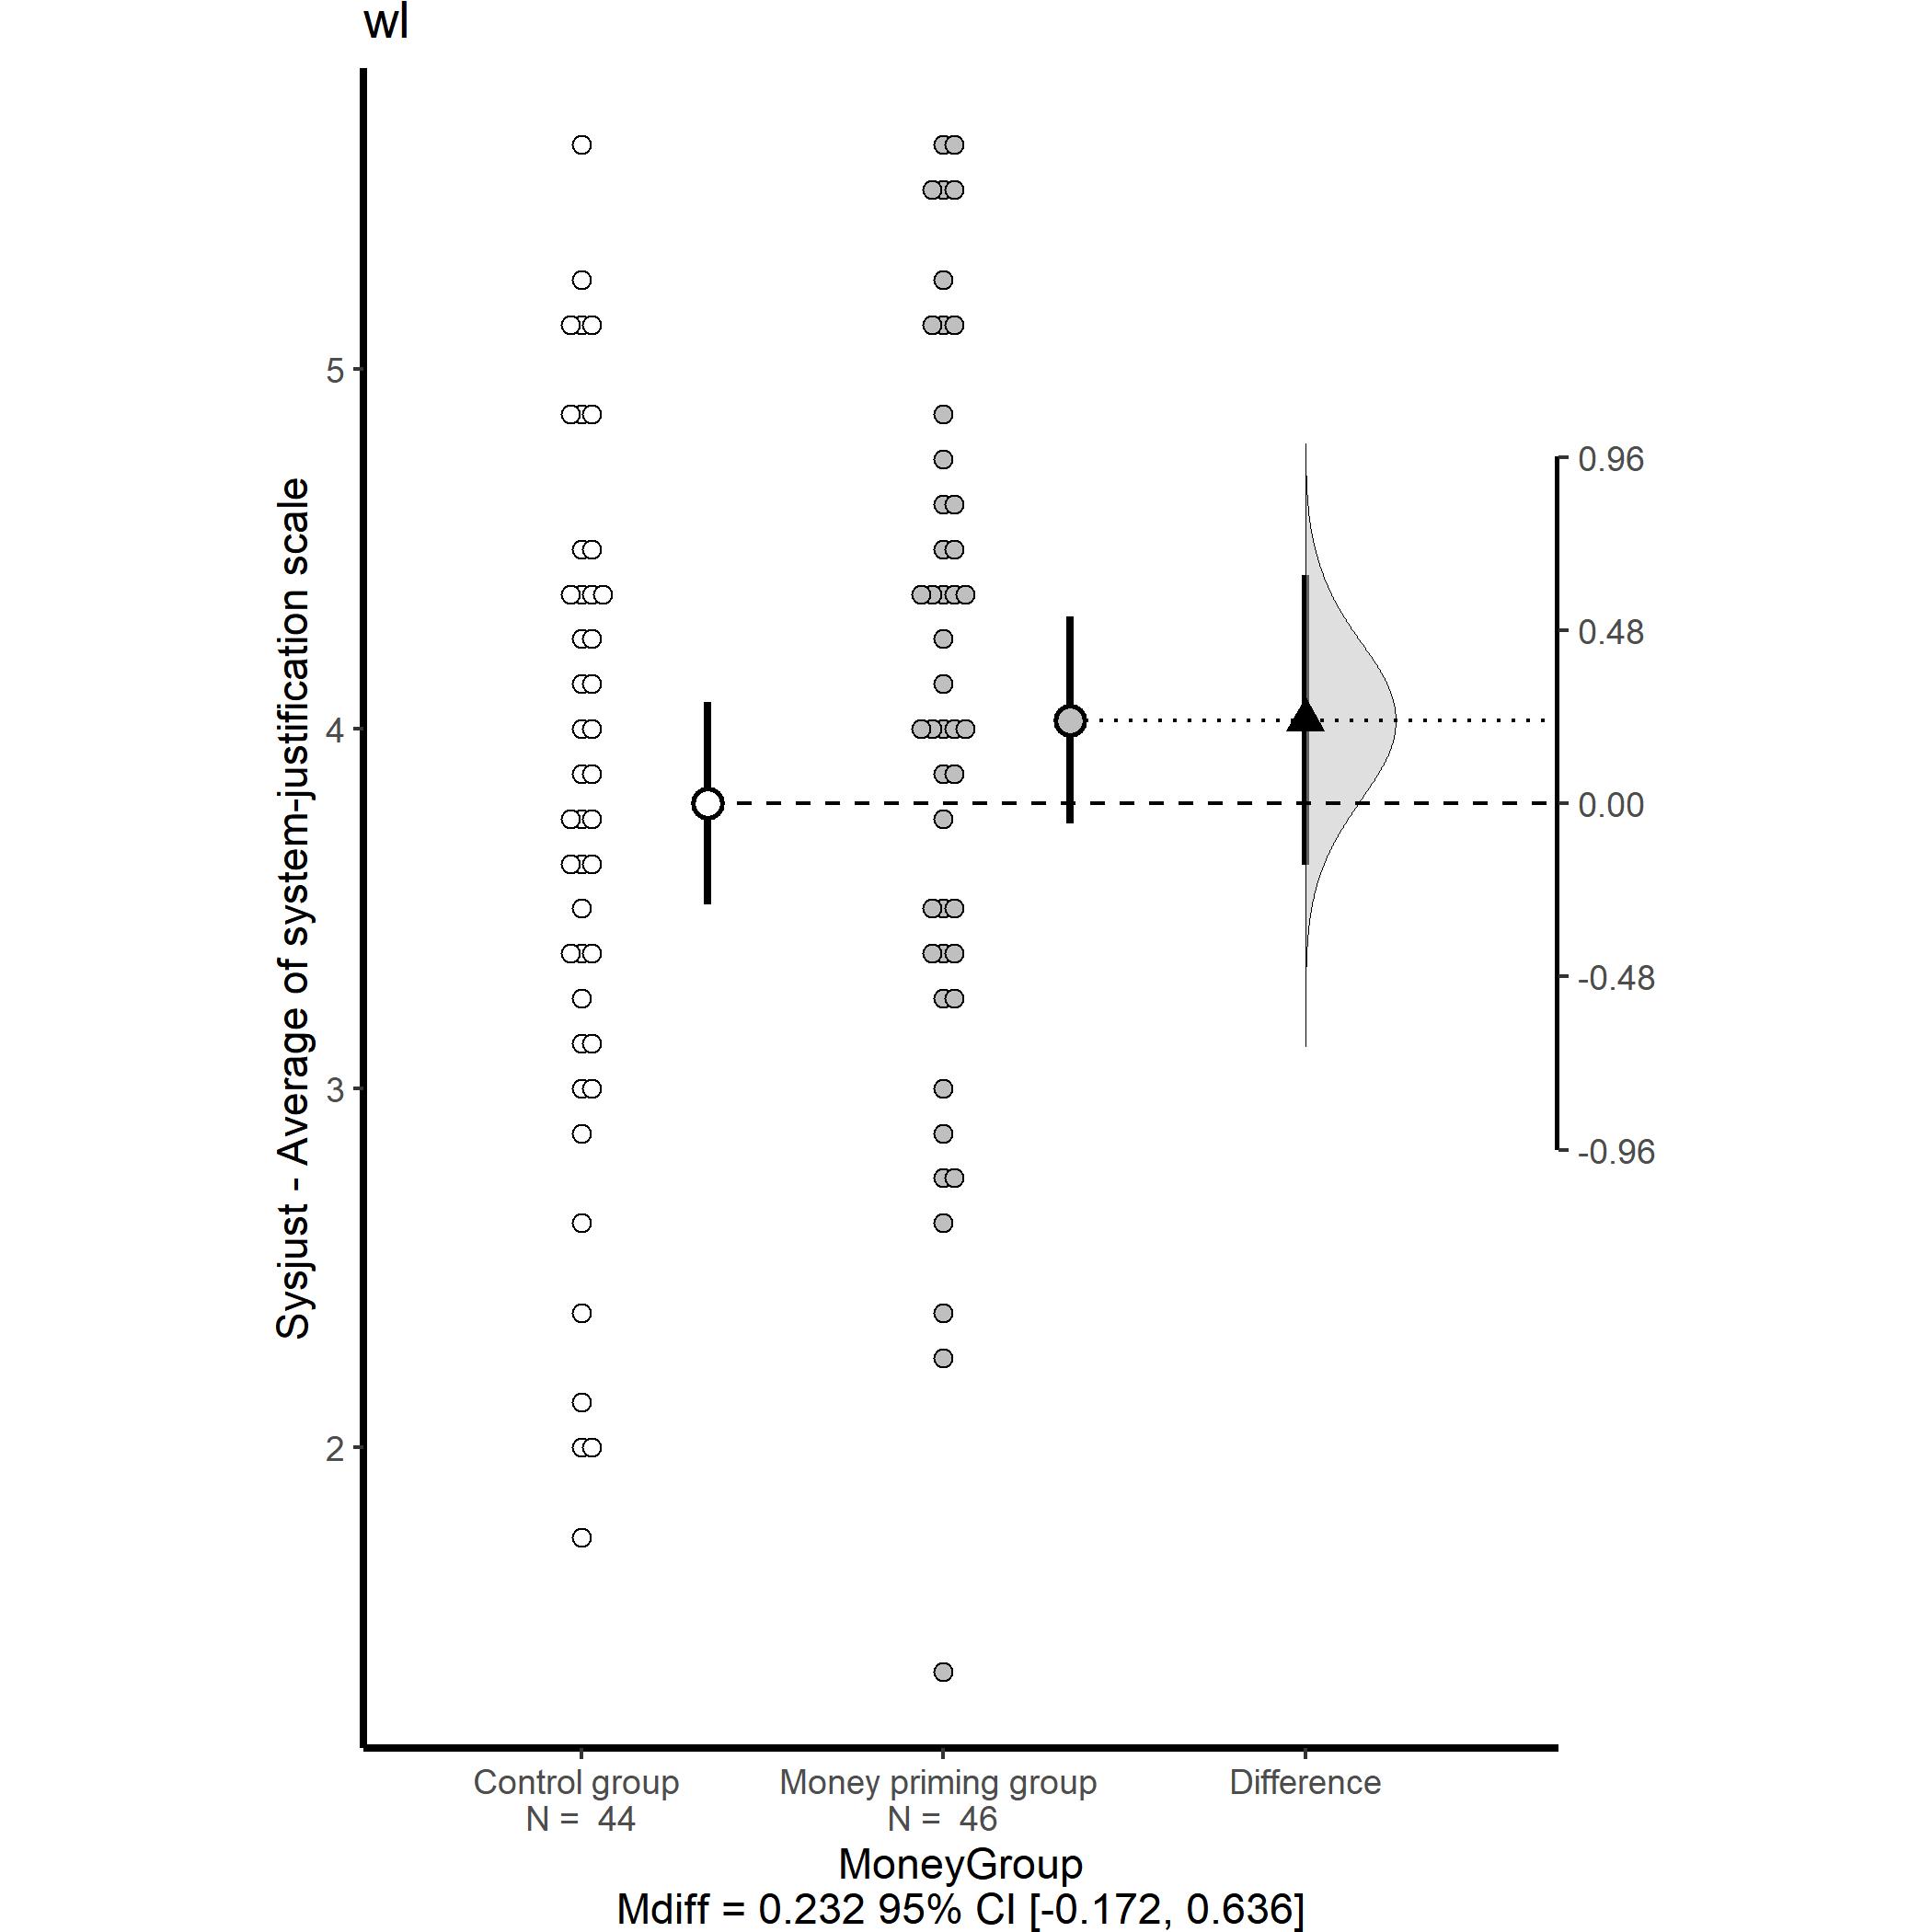 wl
Sysjust - Average of system-justification scale
5
4
3
2
0.96
0.48
0.00
-0.48
-0.96
Control group
N =  44
Money priming group
N =  46
Difference
MoneyGroup
Mdiff = 0.232 95% CI [-0.172, 0.636]